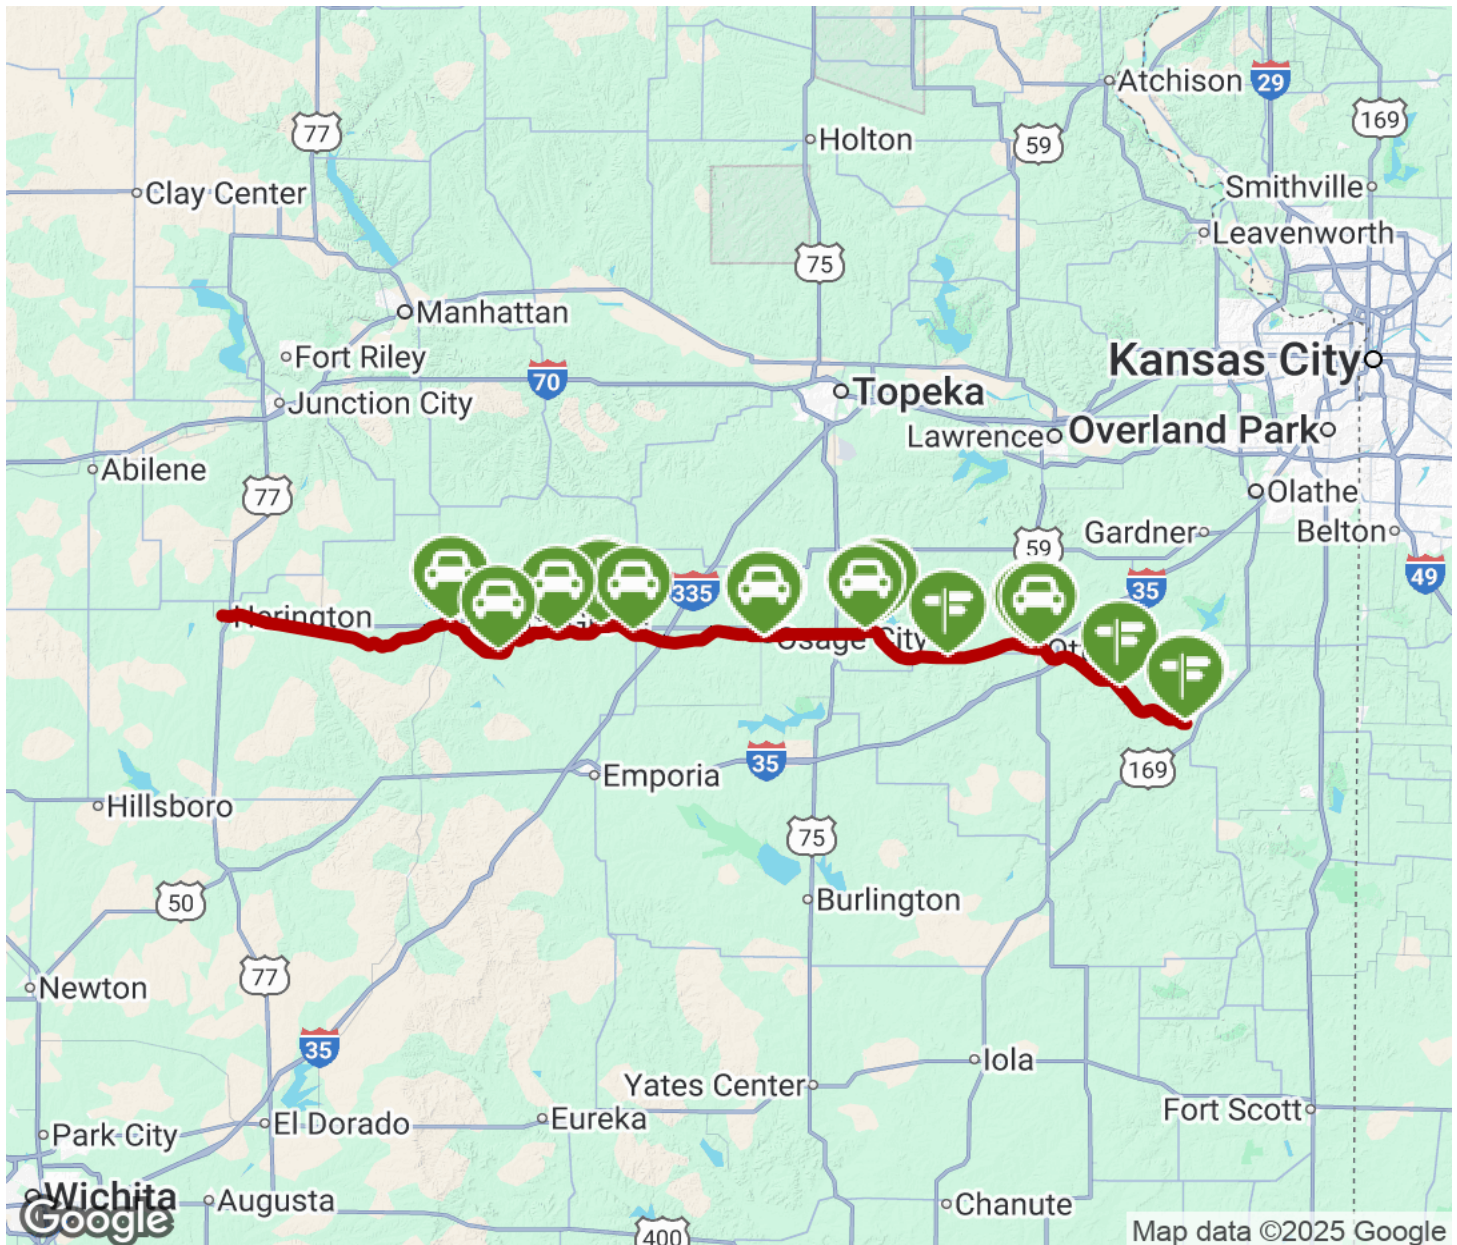 Atchison
29
77
169
Holton
59
Clay Center
Smithville
Leavenworth
75
Manhattan
Fort Riley
Kansas City
70
Topeka
Junction City
Lawrence
Overland Park
Abilene
77
Olathe
Gardner
Belton
59
49
335
35
Herington
Osage City
169
35
Emporia
Hillsboro
75
50
Burlington
77
Newton
35
Iola
Yates Center
Fort Scott
El Dorado
Eureka
Park City
Wichita
Augusta
Chanute
Google
400
Map data ©2025 Google